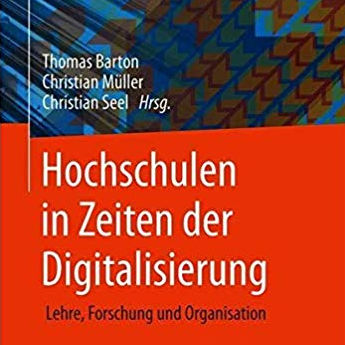 Thomas Barton
Christian Müller
Christian Seel Hrsg.
Hochschulen
in Zeiten der
Digitalisierung
Lehre, Forschung und Organisation